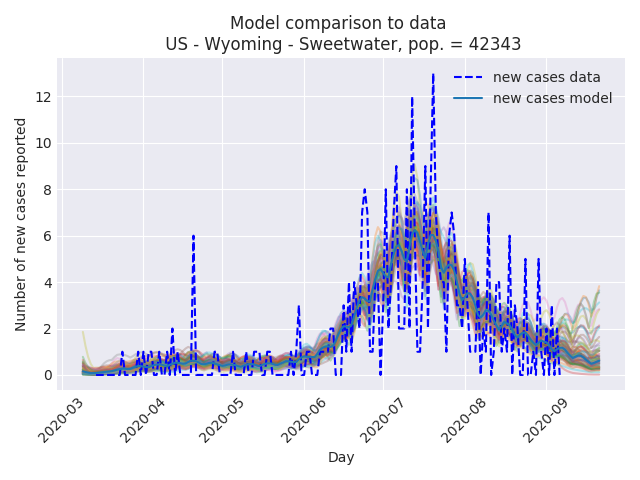 Model comparison to data
US - Wyoming - Sweetwater, pop. = 42343
new cases data
new cases model
Number of new cases reported
12
10
8
6
4
2
0
2020-03
2020-04
2020-05
2020-06
2020-07
2020-08
2020-09
Day